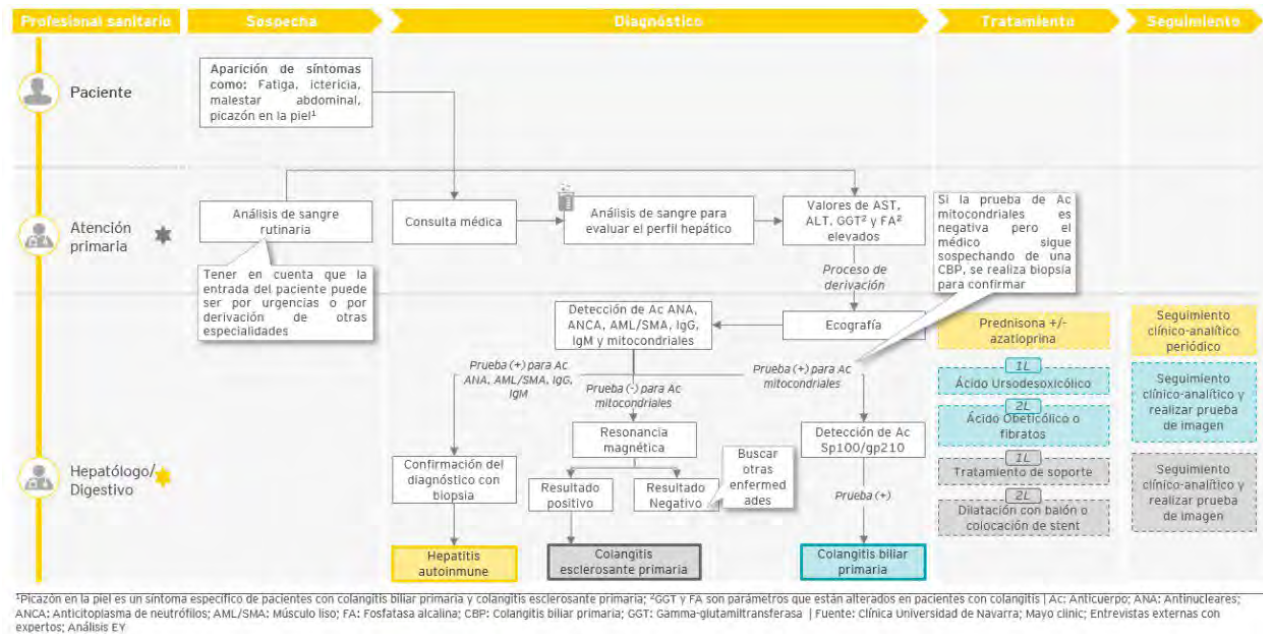 Profesional sanitario
Sospecha
Diagnóstico
Tratamiento
Seguimiento
Paciente
Aparición de síntomas
como: Fatiga, ictericia,
malestar abdominal,
picazón en la piel¹
Atención
primaria
Análisis de sangre
rutinaria
Consulta médica
Análisis de sangre para
evaluar el perfil hepático
Valores de AST,
ALT, GGT² y FA²
elevados
Si la prueba de Ac
mitocondriales es
negativa pero el
médico sigue
sospechando de una
CBP, se realiza biopsia
para confirmar
Tener en cuenta que la
entrada del paciente puede
ser por urgencias o por
derivación de otras
especialidades
Proceso de
derivación
Hepatólogo/
Digestivo
Detección de Ac ANA,
ANCA, AML/SMA, IgG,
IgM y mitocondriales
Ecografía
Prueba (+) para Ac
ANA, AML/SMA, IgG,
IgM
Prueba (-) para Ac
mitocondriales
Prueba (+) para Ac
mitocondriales
Resonancia
magnética
Detección de Ac
Sp100/gp210
Confirmación del
diagnóstico con
biopsia
Resultado
positivo
Resultado
Negativo
Buscar
otras
enfermed
ades
Prueba (+)
Hepatitis
autoinmune
Colangitis
esclerosante primaria
Colangitis biliar
primaria
Prednisona +/-
azatioprina
1L
Ácido Ursodesoxicólico
2L
Ácido Obeticólico o
fibratos
1L
Tratamiento de soporte
2L
Dilatación con balón o
colocación de stent
Seguimiento
clínico-analítico
periódico
Seguimiento
clínico-analítico y
realizar prueba
de imagen
Seguimiento
clínico-analítico y
realizar prueba
de imagen
¹Picazón en la piel es un síntoma específico de pacientes con colangitis biliar primaria y colangitis esclerosante primaria; ²GGT y FA son parámetros que están alterados en pacientes con colangitis | Ac: Anticuerpo; ANA: Antinucleares;
ANCA: Anticitoplasma de neutrófilos; AML/SMA: Músculo liso; FA: Fosfatasa alcalina; CBP: Colangitis biliar primaria; GGT: Gamma-glutamiltransferasa | Fuente: Clínica Universidad de Navarra; Mayo clinic; Entrevistas externas con
expertos; Análisis EY